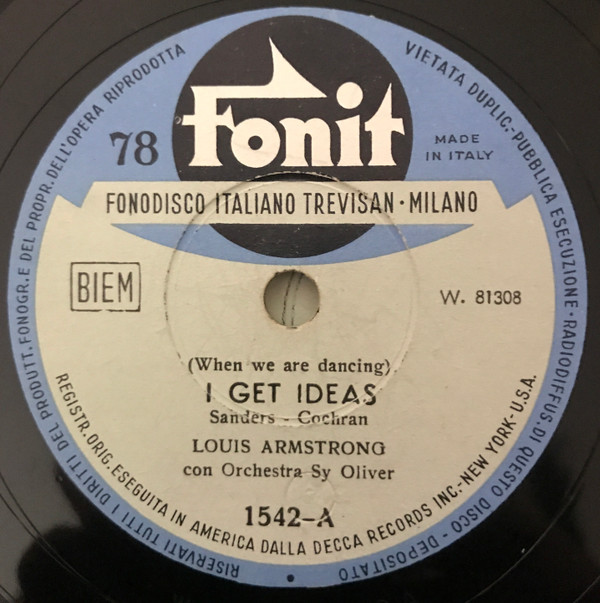 Fonit
78
MADE
IN ITALY
FONODISCO ITALIANO TREVISAN · MILANO
BIEM
W. 81308
(When we are dancing)
I GET IDEAS
Sanders - Cochran
LOUIS ARMSTRONG
con Orchestra Sy Oliver
1542-A
REGISTR. ORIG. ESEGUITA IN AMERICA DALLA DECCA RECORDS INC.-NEW YORK-U.S.A.
RISERVATI TUTTI I DIRITTI DEL PRODUTT. FONOGR. E DEL PROPR. DELL'OPERA RIPRODOTTA
VIETATA DUPLIC.-PUBBLICA ESECUZIONE-RADIODIFFUS. DI QUESTO DISCO - DEPOSITATO